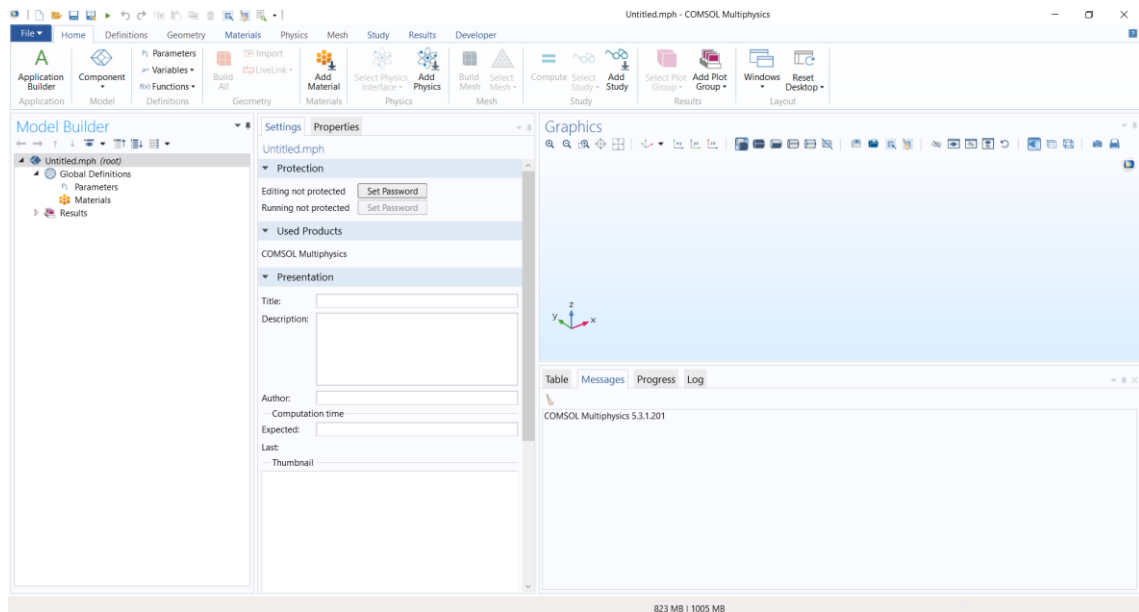 Untitled.mph - COMSOL Multiphysics
File Home Definitions Geometry Materials Physics Mesh Study Results Developer
Application Builder
Component
Pi Parameters
a= Variables
f(x) Functions
Build All
Import
LiveLink
Add Material
Select Physics Interface
Add Physics
Build Mesh
Select Mesh
Compute
Select Study
Add Study
Select Plot Group
Add Plot Group
Windows
Reset Desktop
Application Model Definitions Geometry Materials Physics Mesh Study Results Layout
Model Builder
Untitled.mph (root)
Global Definitions
Pi Parameters
Materials
Results
Settings Properties
Untitled.mph
Protection
Editing not protected Set Password
Running not protected Set Password
Used Products
COMSOL Multiphysics
Presentation
Title:
Description:
Author:
Computation time
Expected:
Last:
Thumbnail
Graphics
z
y x
Table Messages Progress Log
COMSOL Multiphysics 5.3.1.201
823 MB | 1005 MB